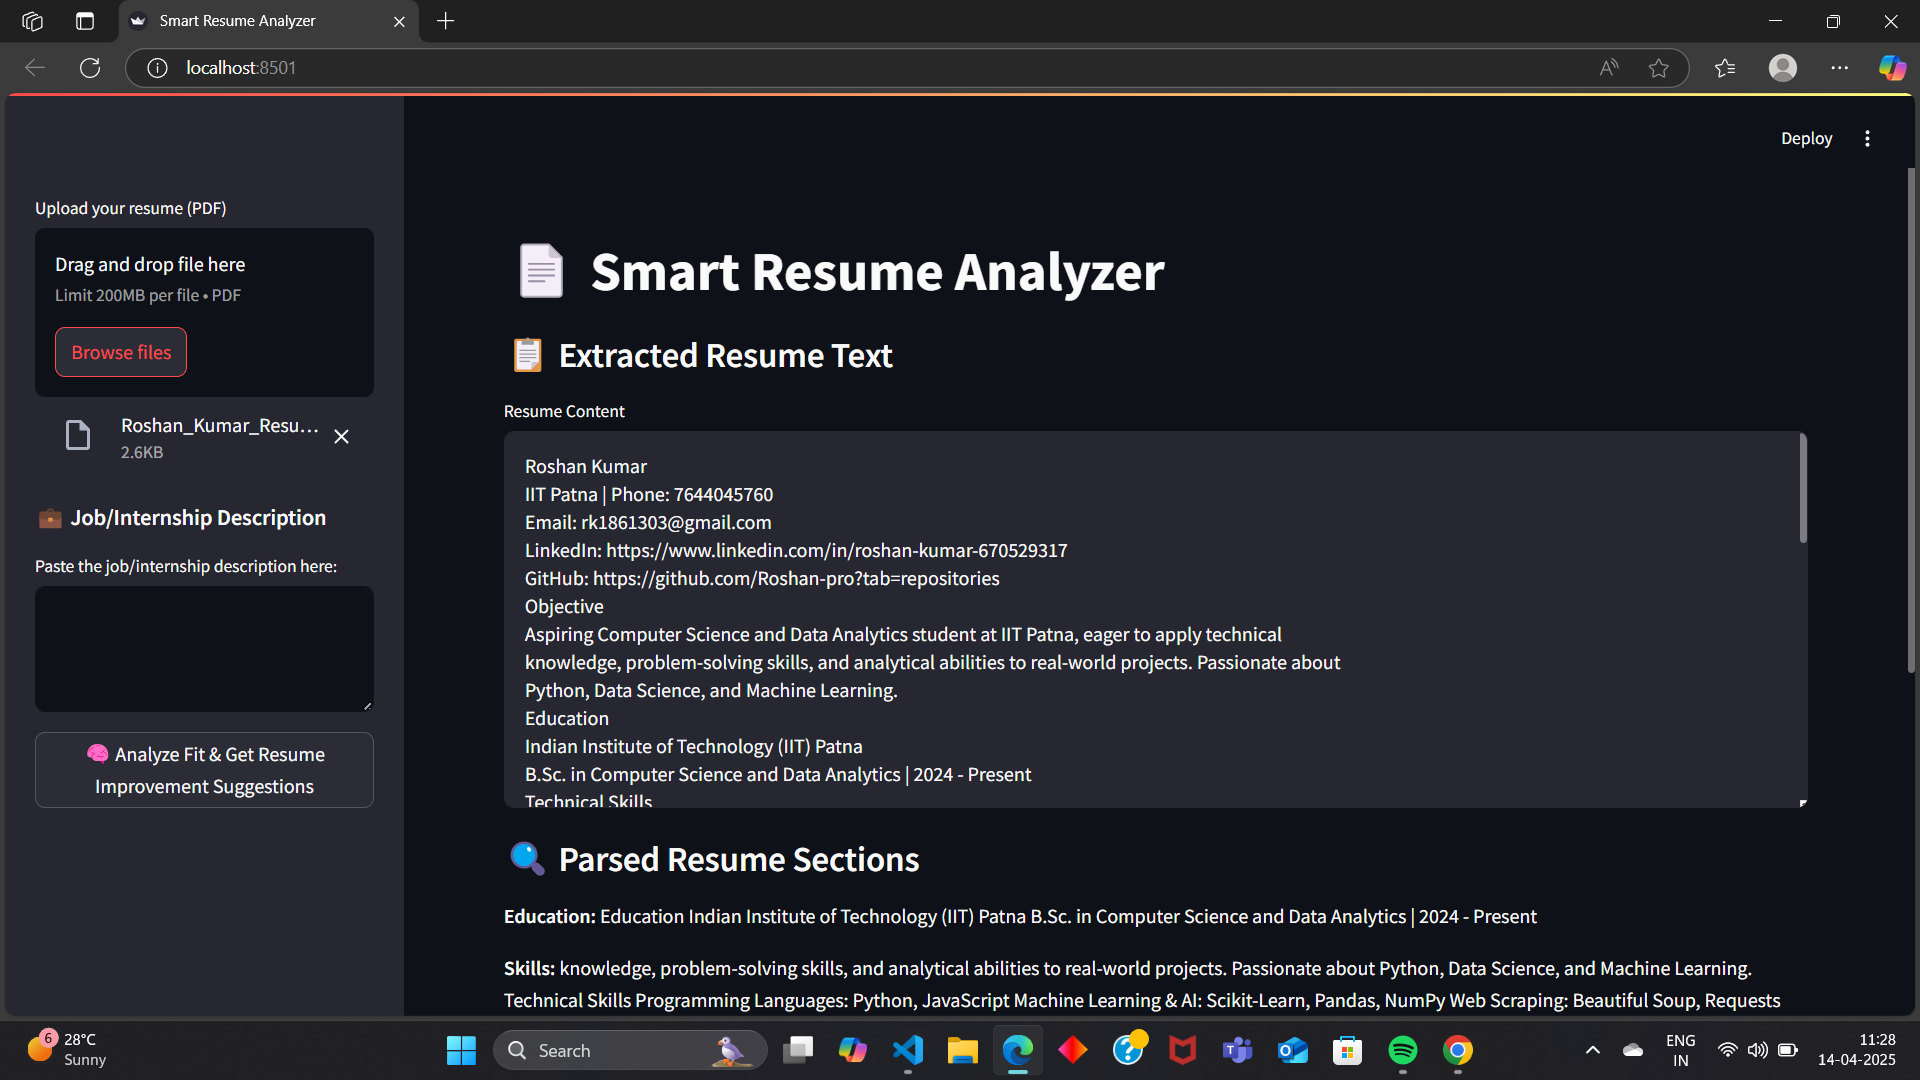 Smart Resume Analyzer
localhost:8501
Deploy
Upload your resume (PDF)
Drag and drop file here
Limit 200MB per file • PDF
Browse files
Roshan_Kumar_Resu...
2.6KB
Job/Internship Description
Paste the job/internship description here:
Analyze Fit & Get Resume
Improvement Suggestions
Smart Resume Analyzer
Extracted Resume Text
Resume Content
Roshan Kumar
IIT Patna | Phone: 7644045760
Email: rk1861303@gmail.com
LinkedIn: https://www.linkedin.com/in/roshan-kumar-670529317
GitHub: https://github.com/Roshan-pro?tab=repositories
Objective
Aspiring Computer Science and Data Analytics student at IIT Patna, eager to apply technical
knowledge, problem-solving skills, and analytical abilities to real-world projects. Passionate about
Python, Data Science, and Machine Learning.
Education
Indian Institute of Technology (IIT) Patna
B.Sc. in Computer Science and Data Analytics | 2024 - Present
Technical Skills
Parsed Resume Sections
Education: Education Indian Institute of Technology (IIT) Patna B.Sc. in Computer Science and Data Analytics | 2024 - Present
Skills: knowledge, problem-solving skills, and analytical abilities to real-world projects. Passionate about Python, Data Science, and Machine Learning.
Technical Skills Programming Languages: Python, JavaScript Machine Learning & AI: Scikit-Learn, Pandas, NumPy Web Scraping: Beautiful Soup, Requests
6
28°C
Sunny
Search
ENG
IN
11:28
14-04-2025